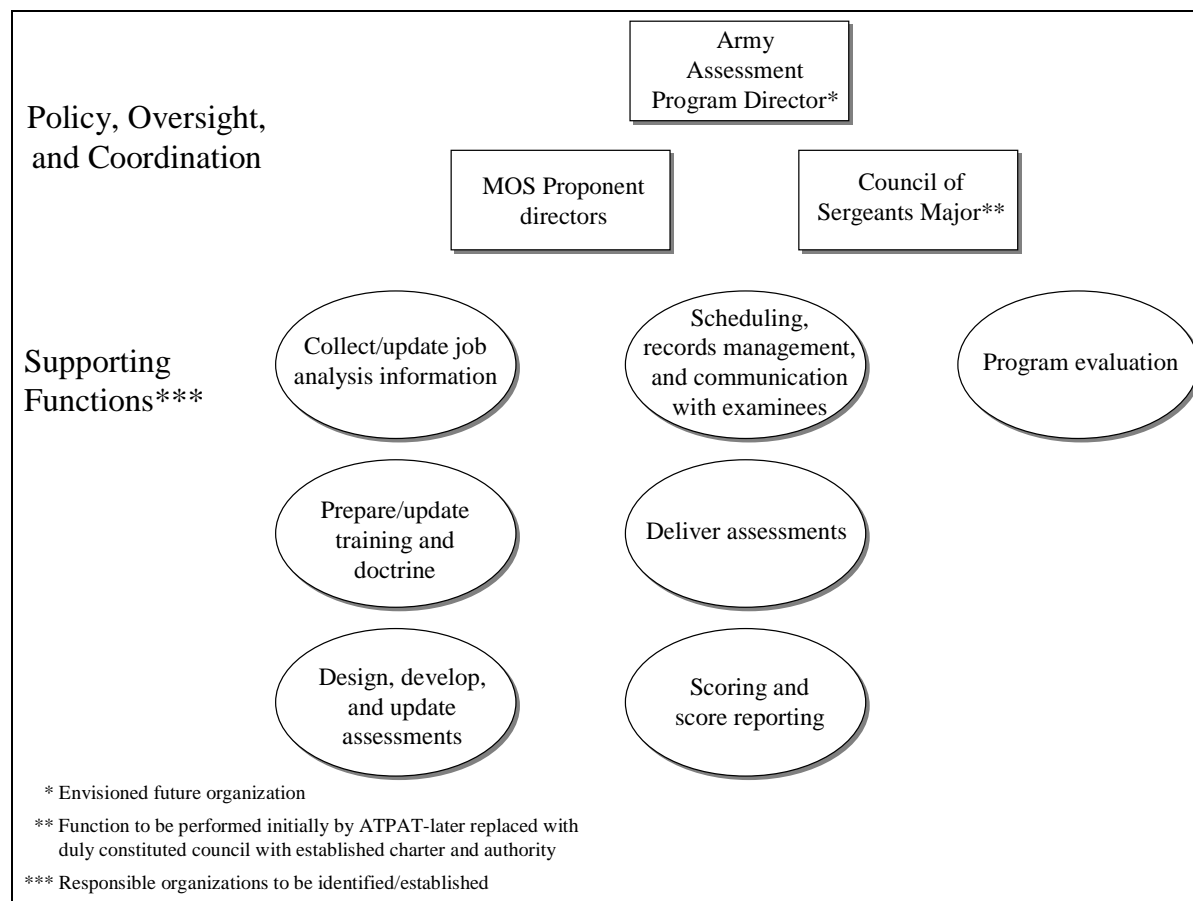 Army
Assessment
Program Director*
Policy, Oversight,
and Coordination
MOS Proponent
directors
Council of
Sergeants Major**
Supporting
Functions***
Collect/update job
analysis information
Scheduling,
records management,
and communication
with examinees
Program evaluation
Prepare/update
training and
doctrine
Deliver assessments
Design, develop,
and update
assessments
Scoring and
score reporting
* Envisioned future organization
** Function to be performed initially by ATPAT-later replaced with
duly constituted council with established charter and authority
*** Responsible organizations to be identified/established